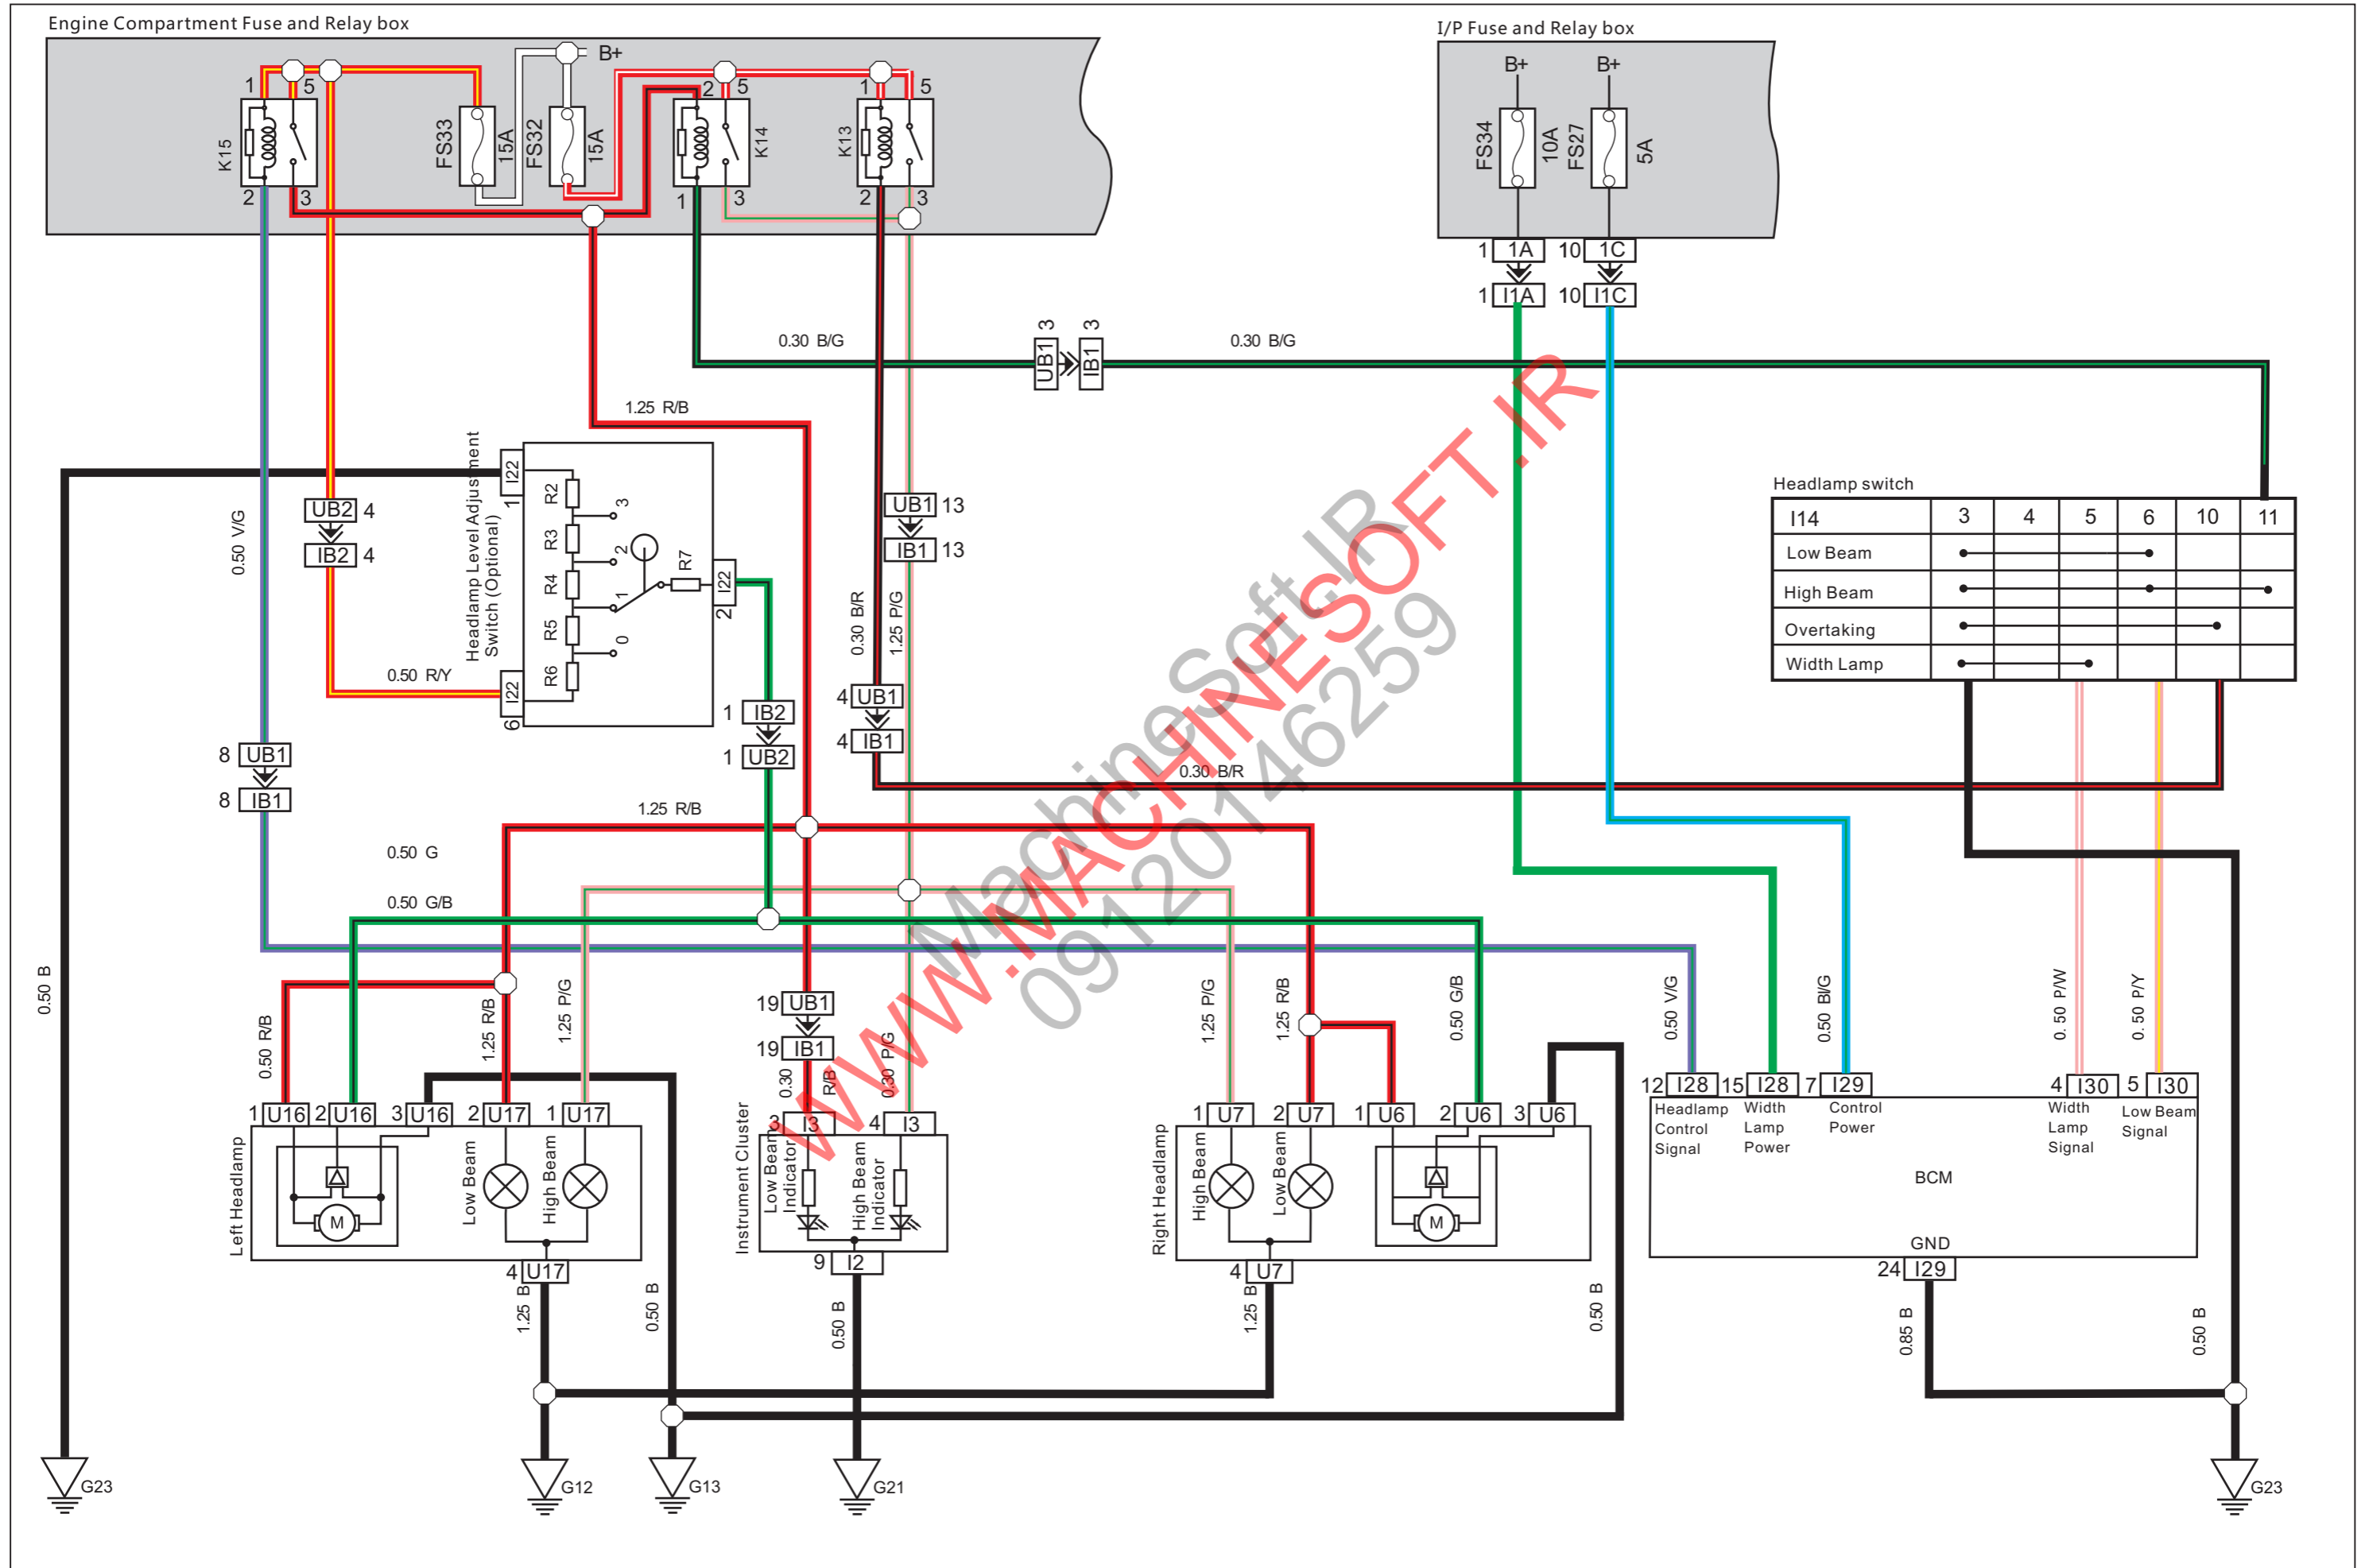 Engine Compartment Fuse and Relay box
I/P Fuse and Relay box
B+
B+
B+
1
5
2
5
1
5
K15
FS33
15A
FS32
15A
K14
K13
FS34
10A
FS27
5A
2
3
1
3
2
3
1 1A
10 1C
1 I1A
10 I1C
0.30 B/G
UB1 3
IB1 3
0.30 B/G
1.25 R/B
Headlamp Level Adjustment
Switch (Optional)
I22
1
R2
R3
R4
R5
R6
3
2
1
0
R7
I22
2
I22
6
0.50 V/G
UB2 4
IB2 4
0.50 R/Y
UB1 13
IB1 13
0.30 B/R
1.25 P/G
Headlamp switch
I14 3 4 5 6 10 11
Low Beam
High Beam
Overtaking
Width Lamp
4 UB1
4 IB1
1 IB2
1 UB2
8 UB1
8 IB1
0.30 B/R
1.25 R/B
0.50 G
0.50 G/B
MachineSoft.IR
WWW.MACHINESOFT.IR
09120146259
0.50 B
0.50 R/B
1.25 R/B
1.25 P/G
19 UB1
19 IB1
0.30 R/B
0.30 P/G
1.25 P/G
1.25 R/B
0.50 G/B
0.50 V/G
0.50 Bl/G
0. 50 P/W
0. 50 P/Y
1 U16
2 U16
3 U16
2 U17
1 U17
3 I3
4 I3
1 U7
2 U7
1 U6
2 U6
3 U6
12 I28
15 I28
7 I29
4 I30
5 I30
Left Headlamp
M
Low Beam
High Beam
Instrument Cluster
Low Beam
Indicator
High Beam
Indicator
Right Headlamp
High Beam
Low Beam
M
Headlamp
Control
Signal
Width
Lamp
Power
Control
Power
Width
Lamp
Signal
Low Beam
Signal
BCM
GND
4 U17
9 I2
4 U7
24 I29
1.25 B
0.50 B
0.50 B
1.25 B
0.50 B
0.85 B
0.50 B
G23
G12
G13
G21
G23